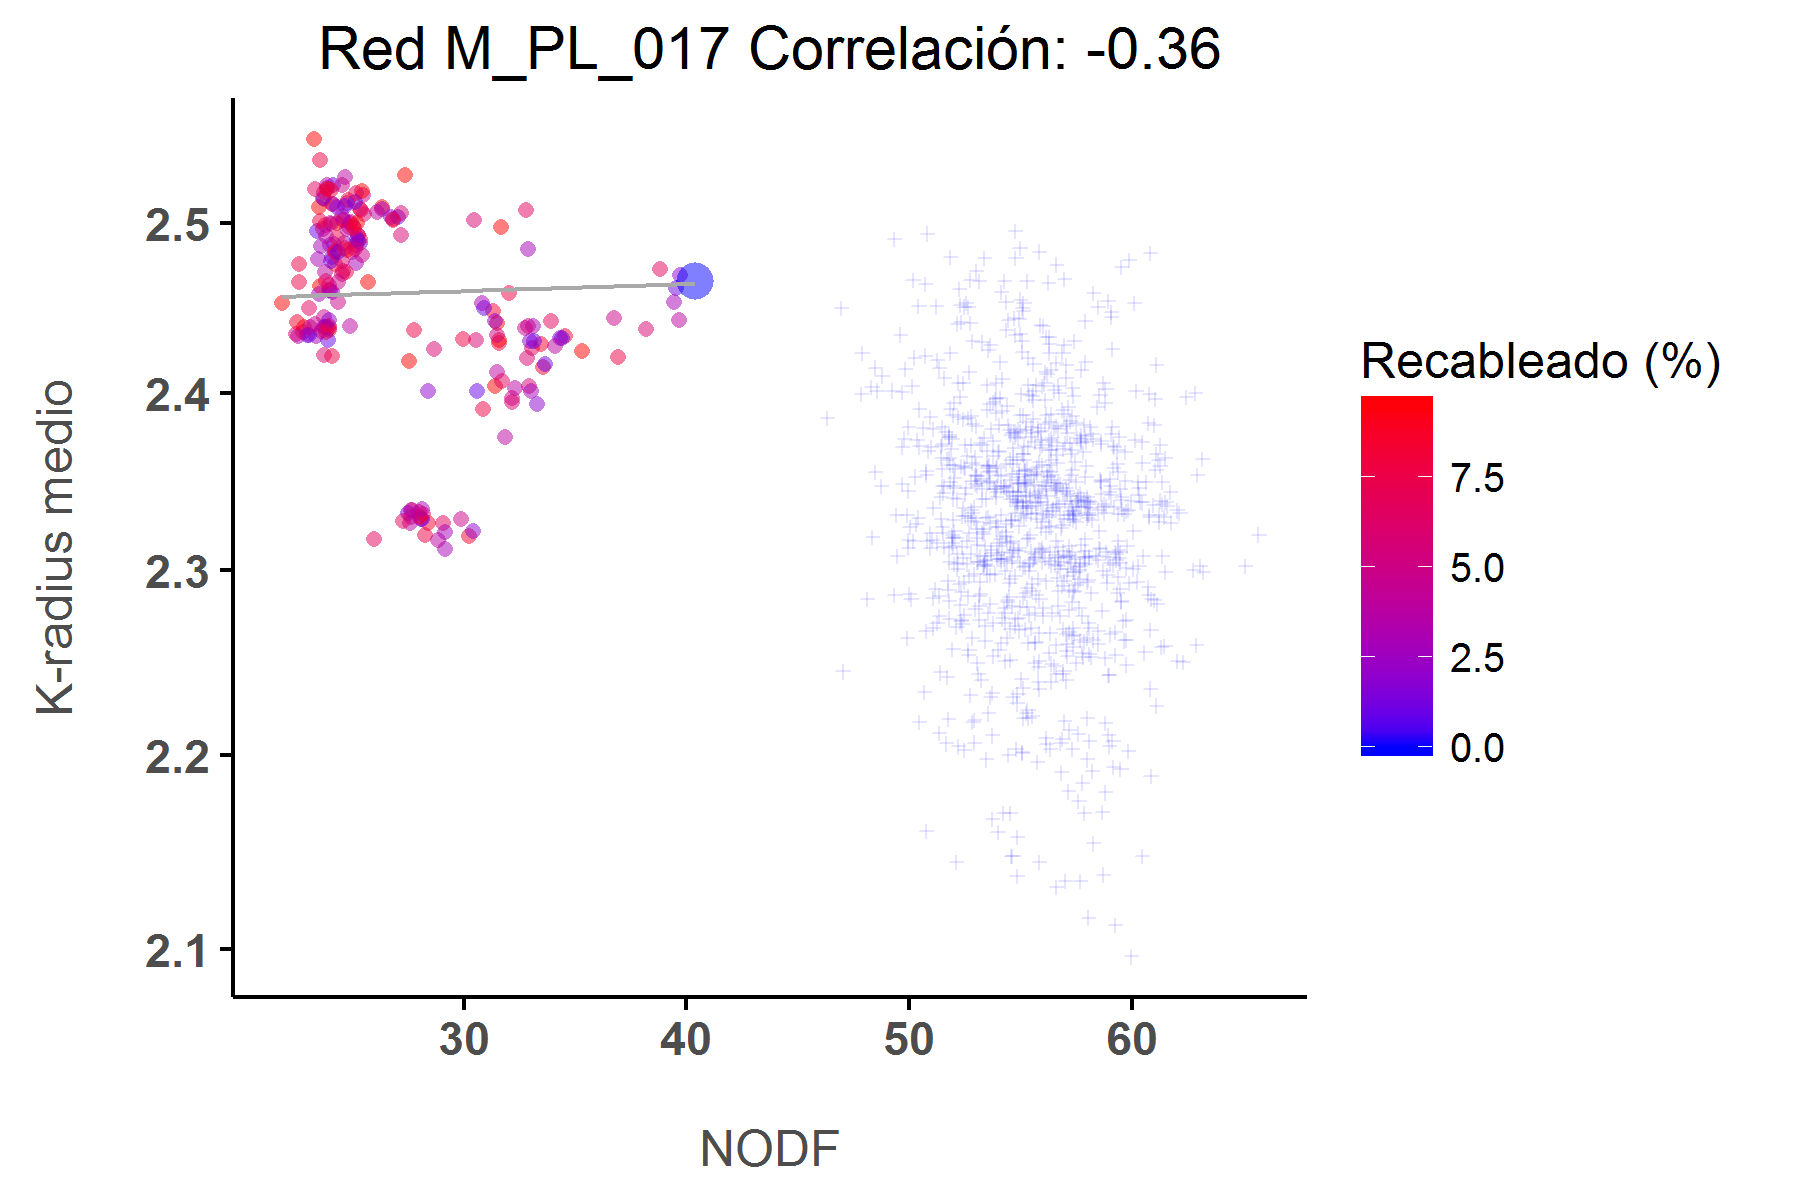 Red M_PL_017 Correlación: -0.36
K-radius medio
2.5
2.4
2.3
2.2
2.1
30 40 50 60
NODF
Recableado (%)
7.5
5.0
2.5
0.0